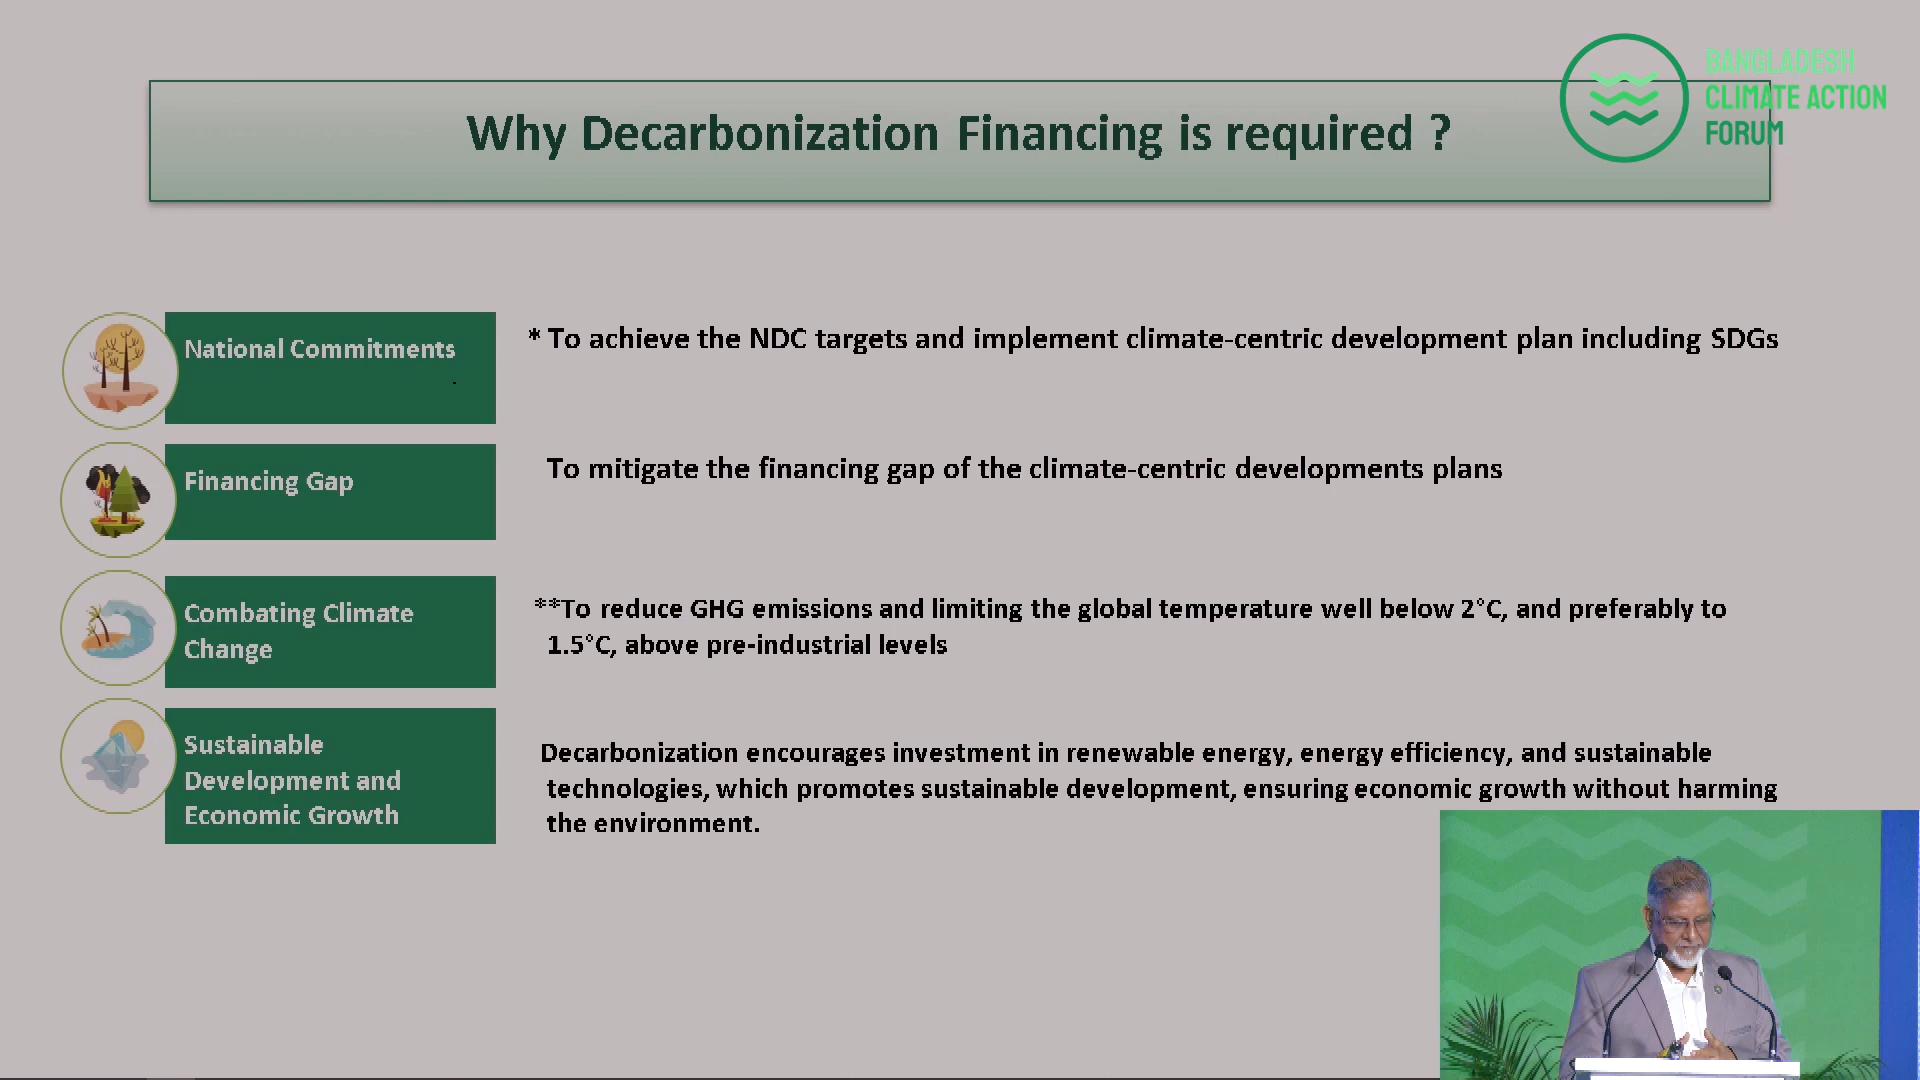 BANGLADESH
CLIMATE ACTION
FORUM
Why Decarbonization Financing is required ?
National Commitments
.
* To achieve the NDC targets and implement climate-centric development plan including SDGs
Financing Gap
To mitigate the financing gap of the climate-centric developments plans
Combating Climate
Change
**To reduce GHG emissions and limiting the global temperature well below 2°C, and preferably to
1.5°C, above pre-industrial levels
Sustainable
Development and
Economic Growth
Decarbonization encourages investment in renewable energy, energy efficiency, and sustainable
technologies, which promotes sustainable development, ensuring economic growth without harming
the environment.